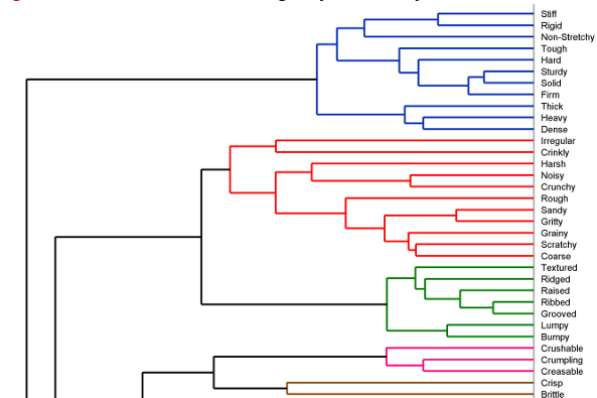 Stiff
Rigid
Non-Stretchy
Tough
Hard
Sturdy
Solid
Firm
Thick
Heavy
Dense
Irregular
Crinkly
Harsh
Noisy
Crunchy
Rough
Sandy
Gritty
Grainy
Scratchy
Coarse
Textured
Ridged
Raised
Ribbed
Grooved
Lumpy
Bumpy
Crushable
Crumpling
Creasable
Crisp
Brittle